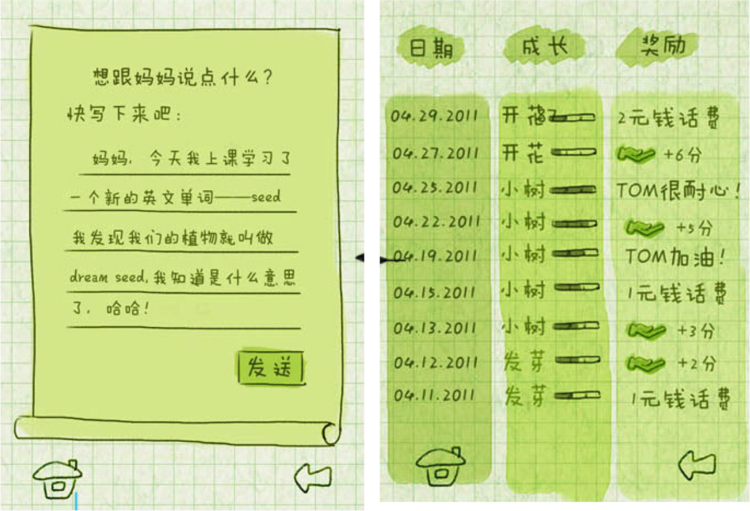 想跟妈妈说点什么?
快写下来吧:
妈妈, 今天我上课学习了
一个新的英文单词——seed
我发现我们的植物就叫做
dream seed,我知道是什么意思
了, 哈哈!
发送
日期 成长 奖励
04.29.2011 开花 2元钱话费
04.27.2011 开花 +6分
04.25.2011 小树 TOM很耐心!
04.22.2011 小树 +5分
04.19.2011 小树 TOM加油!
04.15.2011 小树 1元钱话费
04.13.2011 小树 +3分
04.12.2011 发芽 +2分
04.11.2011 发芽 1元钱话费